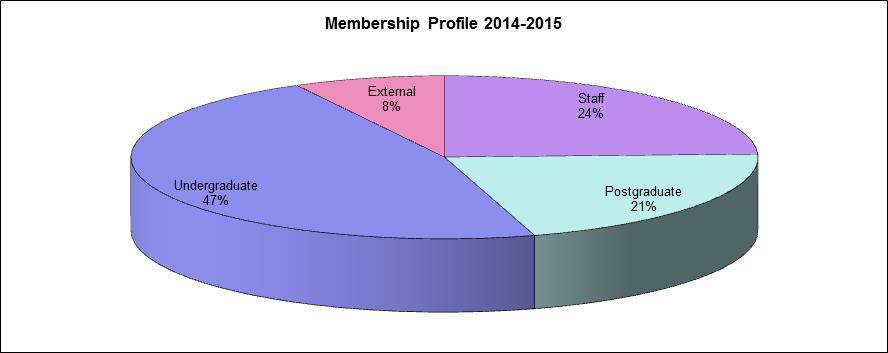 Membership Profile 2014-2015
External
8%
Staff
24%
Undergraduate
47%
Postgraduate
21%